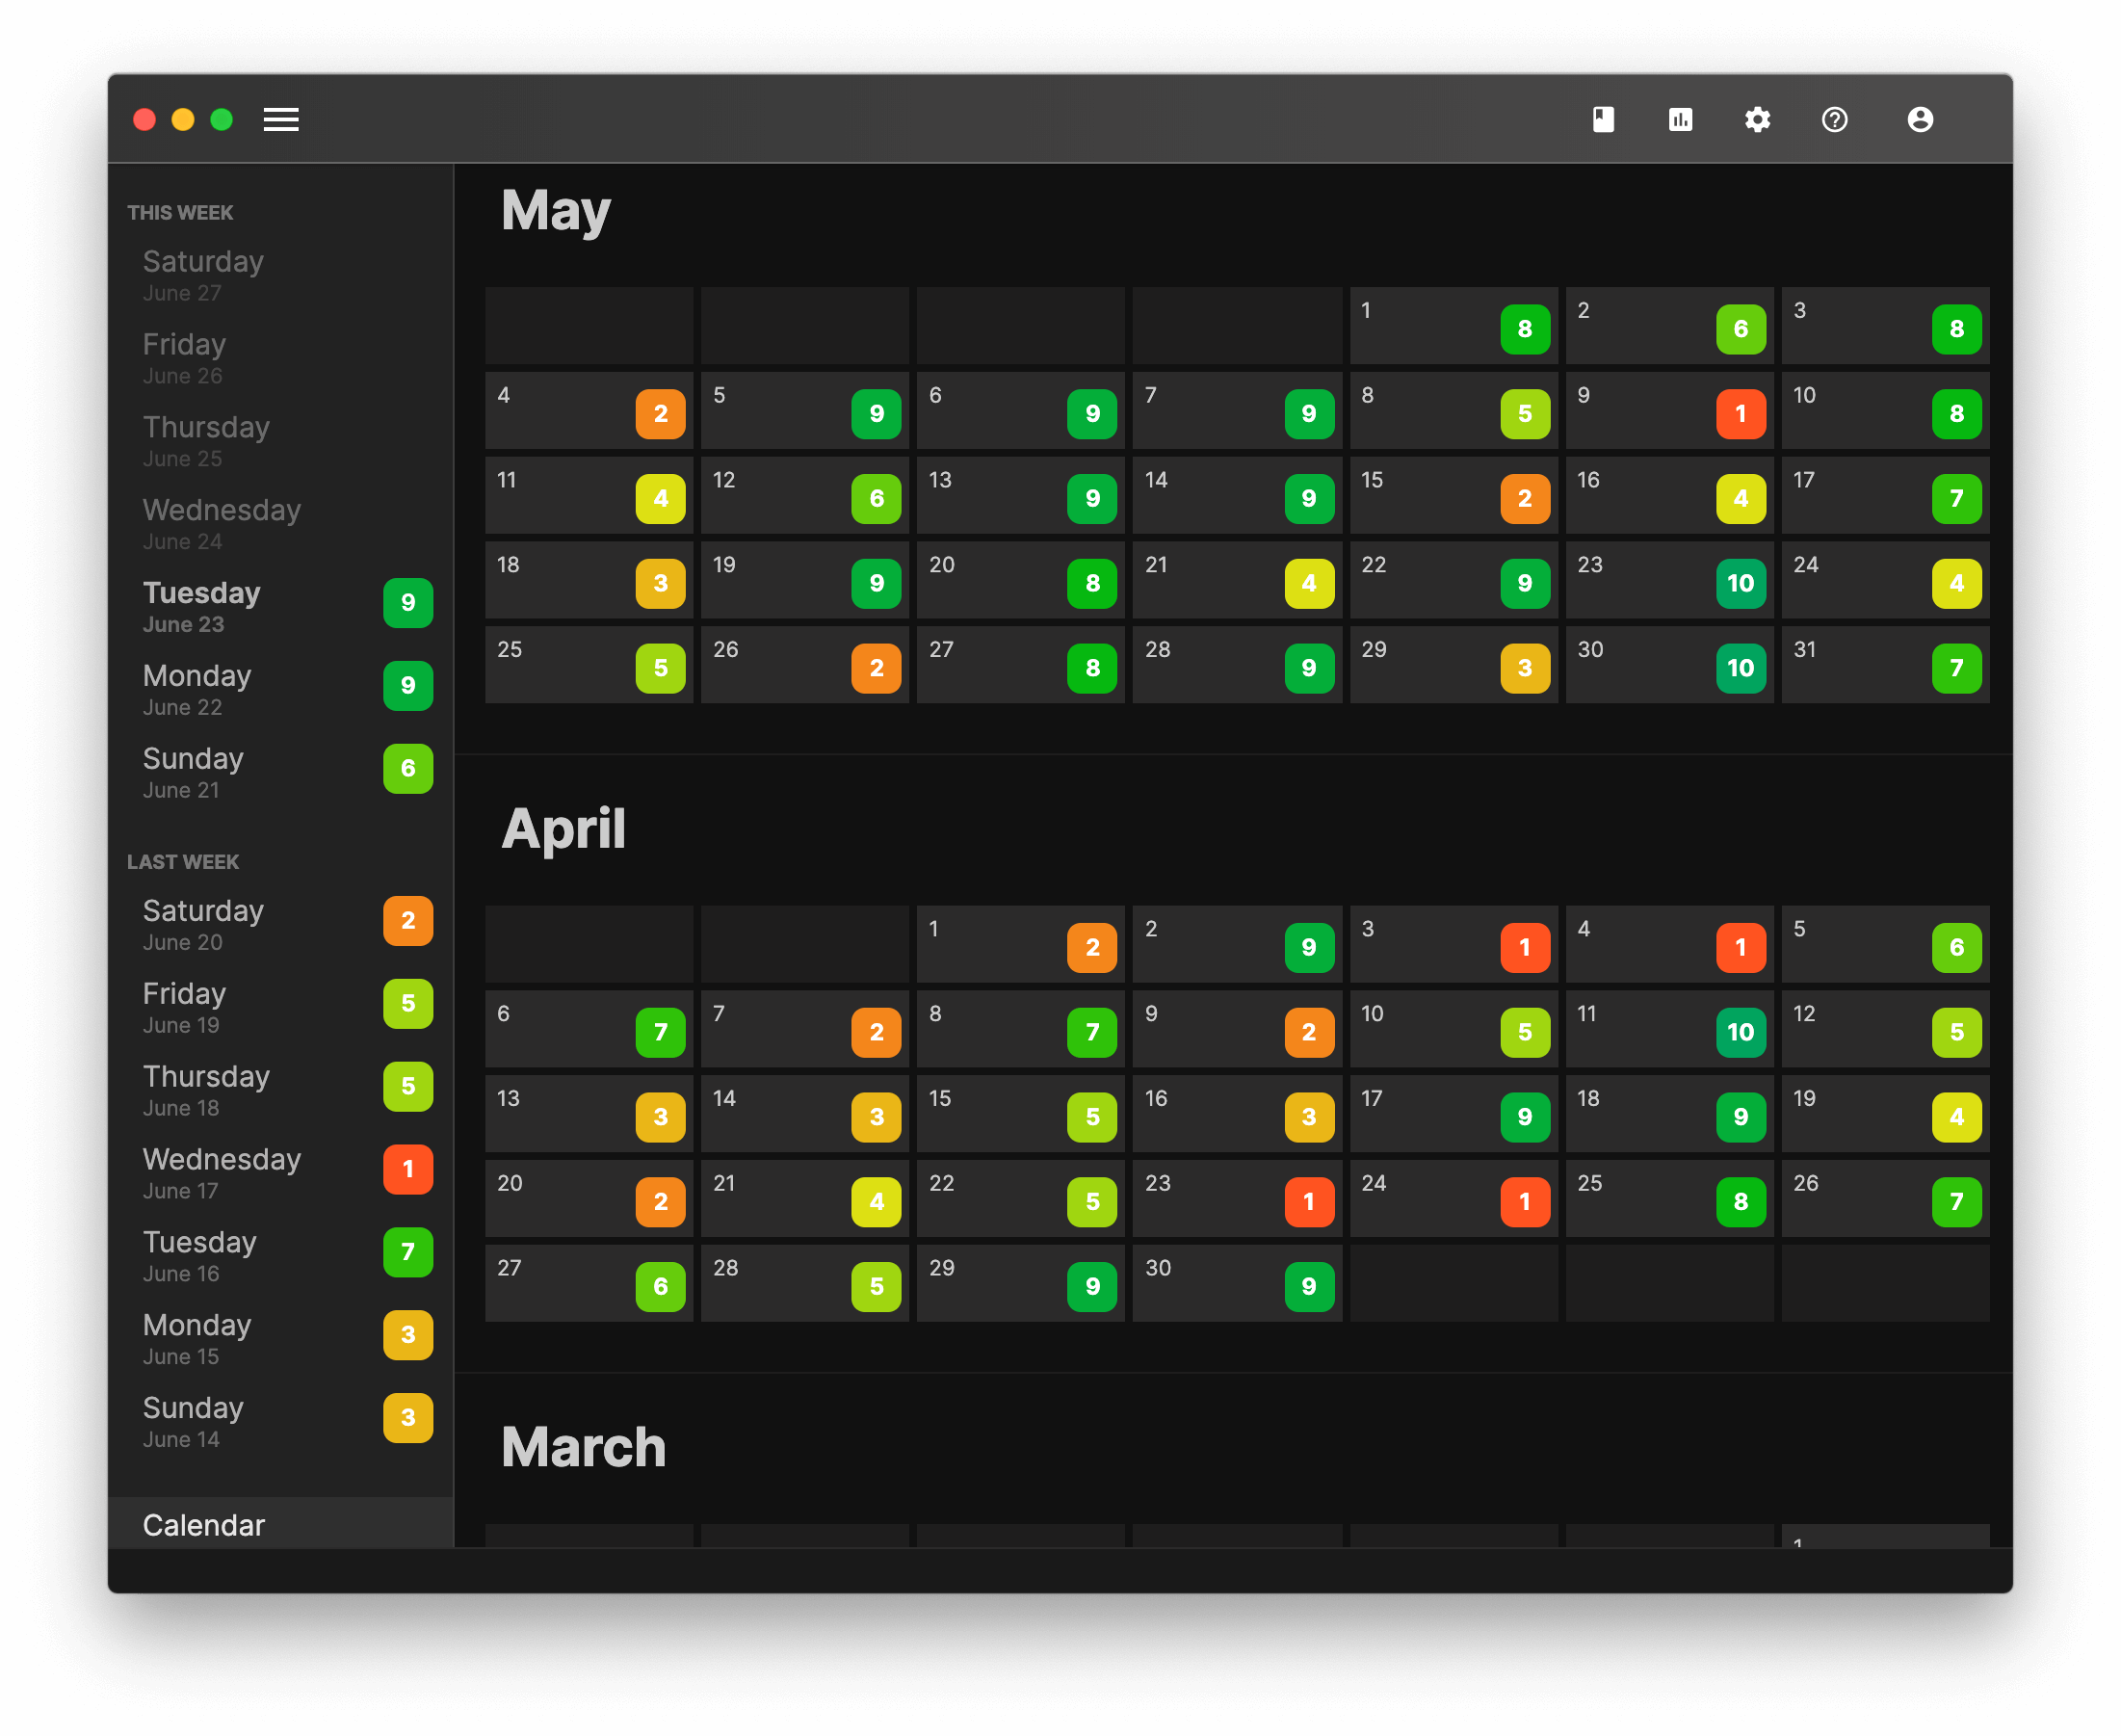 THIS WEEK
Saturday
June 27
Friday
June 26
Thursday
June 25
Wednesday
June 24
Tuesday
June 23
9
Monday
June 22
9
Sunday
June 21
6
LAST WEEK
Saturday
June 20
2
Friday
June 19
5
Thursday
June 18
5
Wednesday
June 17
1
Tuesday
June 16
7
Monday
June 15
3
Sunday
June 14
3
Calendar
May
1 8 2 6 3 8
4 2 5 9 6 9 7 9 8 5 9 1 10 8
11 4 12 6 13 9 14 9 15 2 16 4 17 7
18 3 19 9 20 8 21 4 22 9 23 10 24 4
25 5 26 2 27 8 28 9 29 3 30 10 31 7
April
1 2 2 9 3 1 4 1 5 6
6 7 7 2 8 7 9 2 10 5 11 10 12 5
13 3 14 3 15 5 16 3 17 9 18 9 19 4
20 2 21 4 22 5 23 1 24 1 25 8 26 7
27 6 28 5 29 9 30 9
March
1